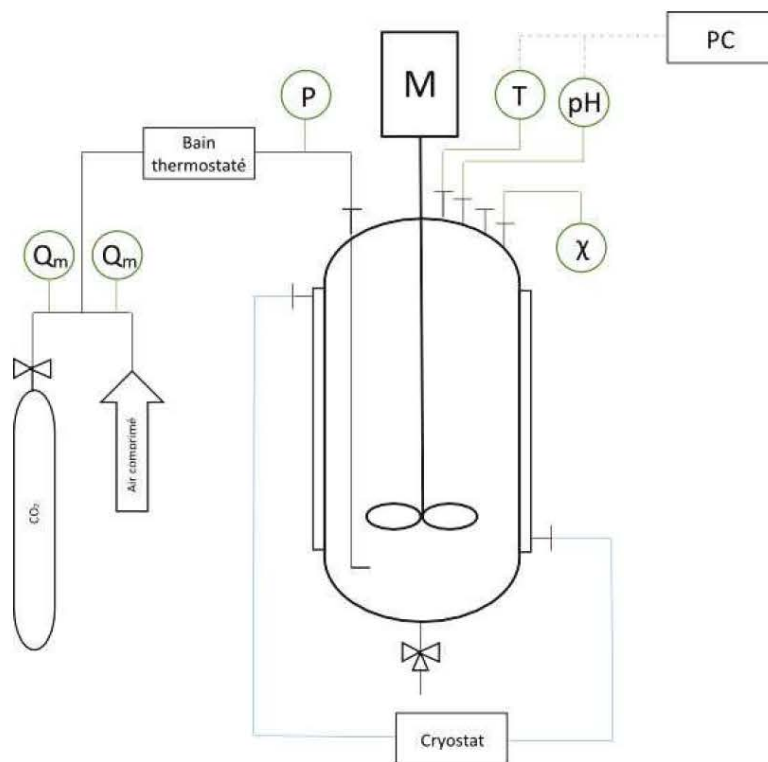 PC
M
T
pH
P
Bain
thermostaté
Qm
Qm
χ
Air comprimé
CO₂
Cryostat